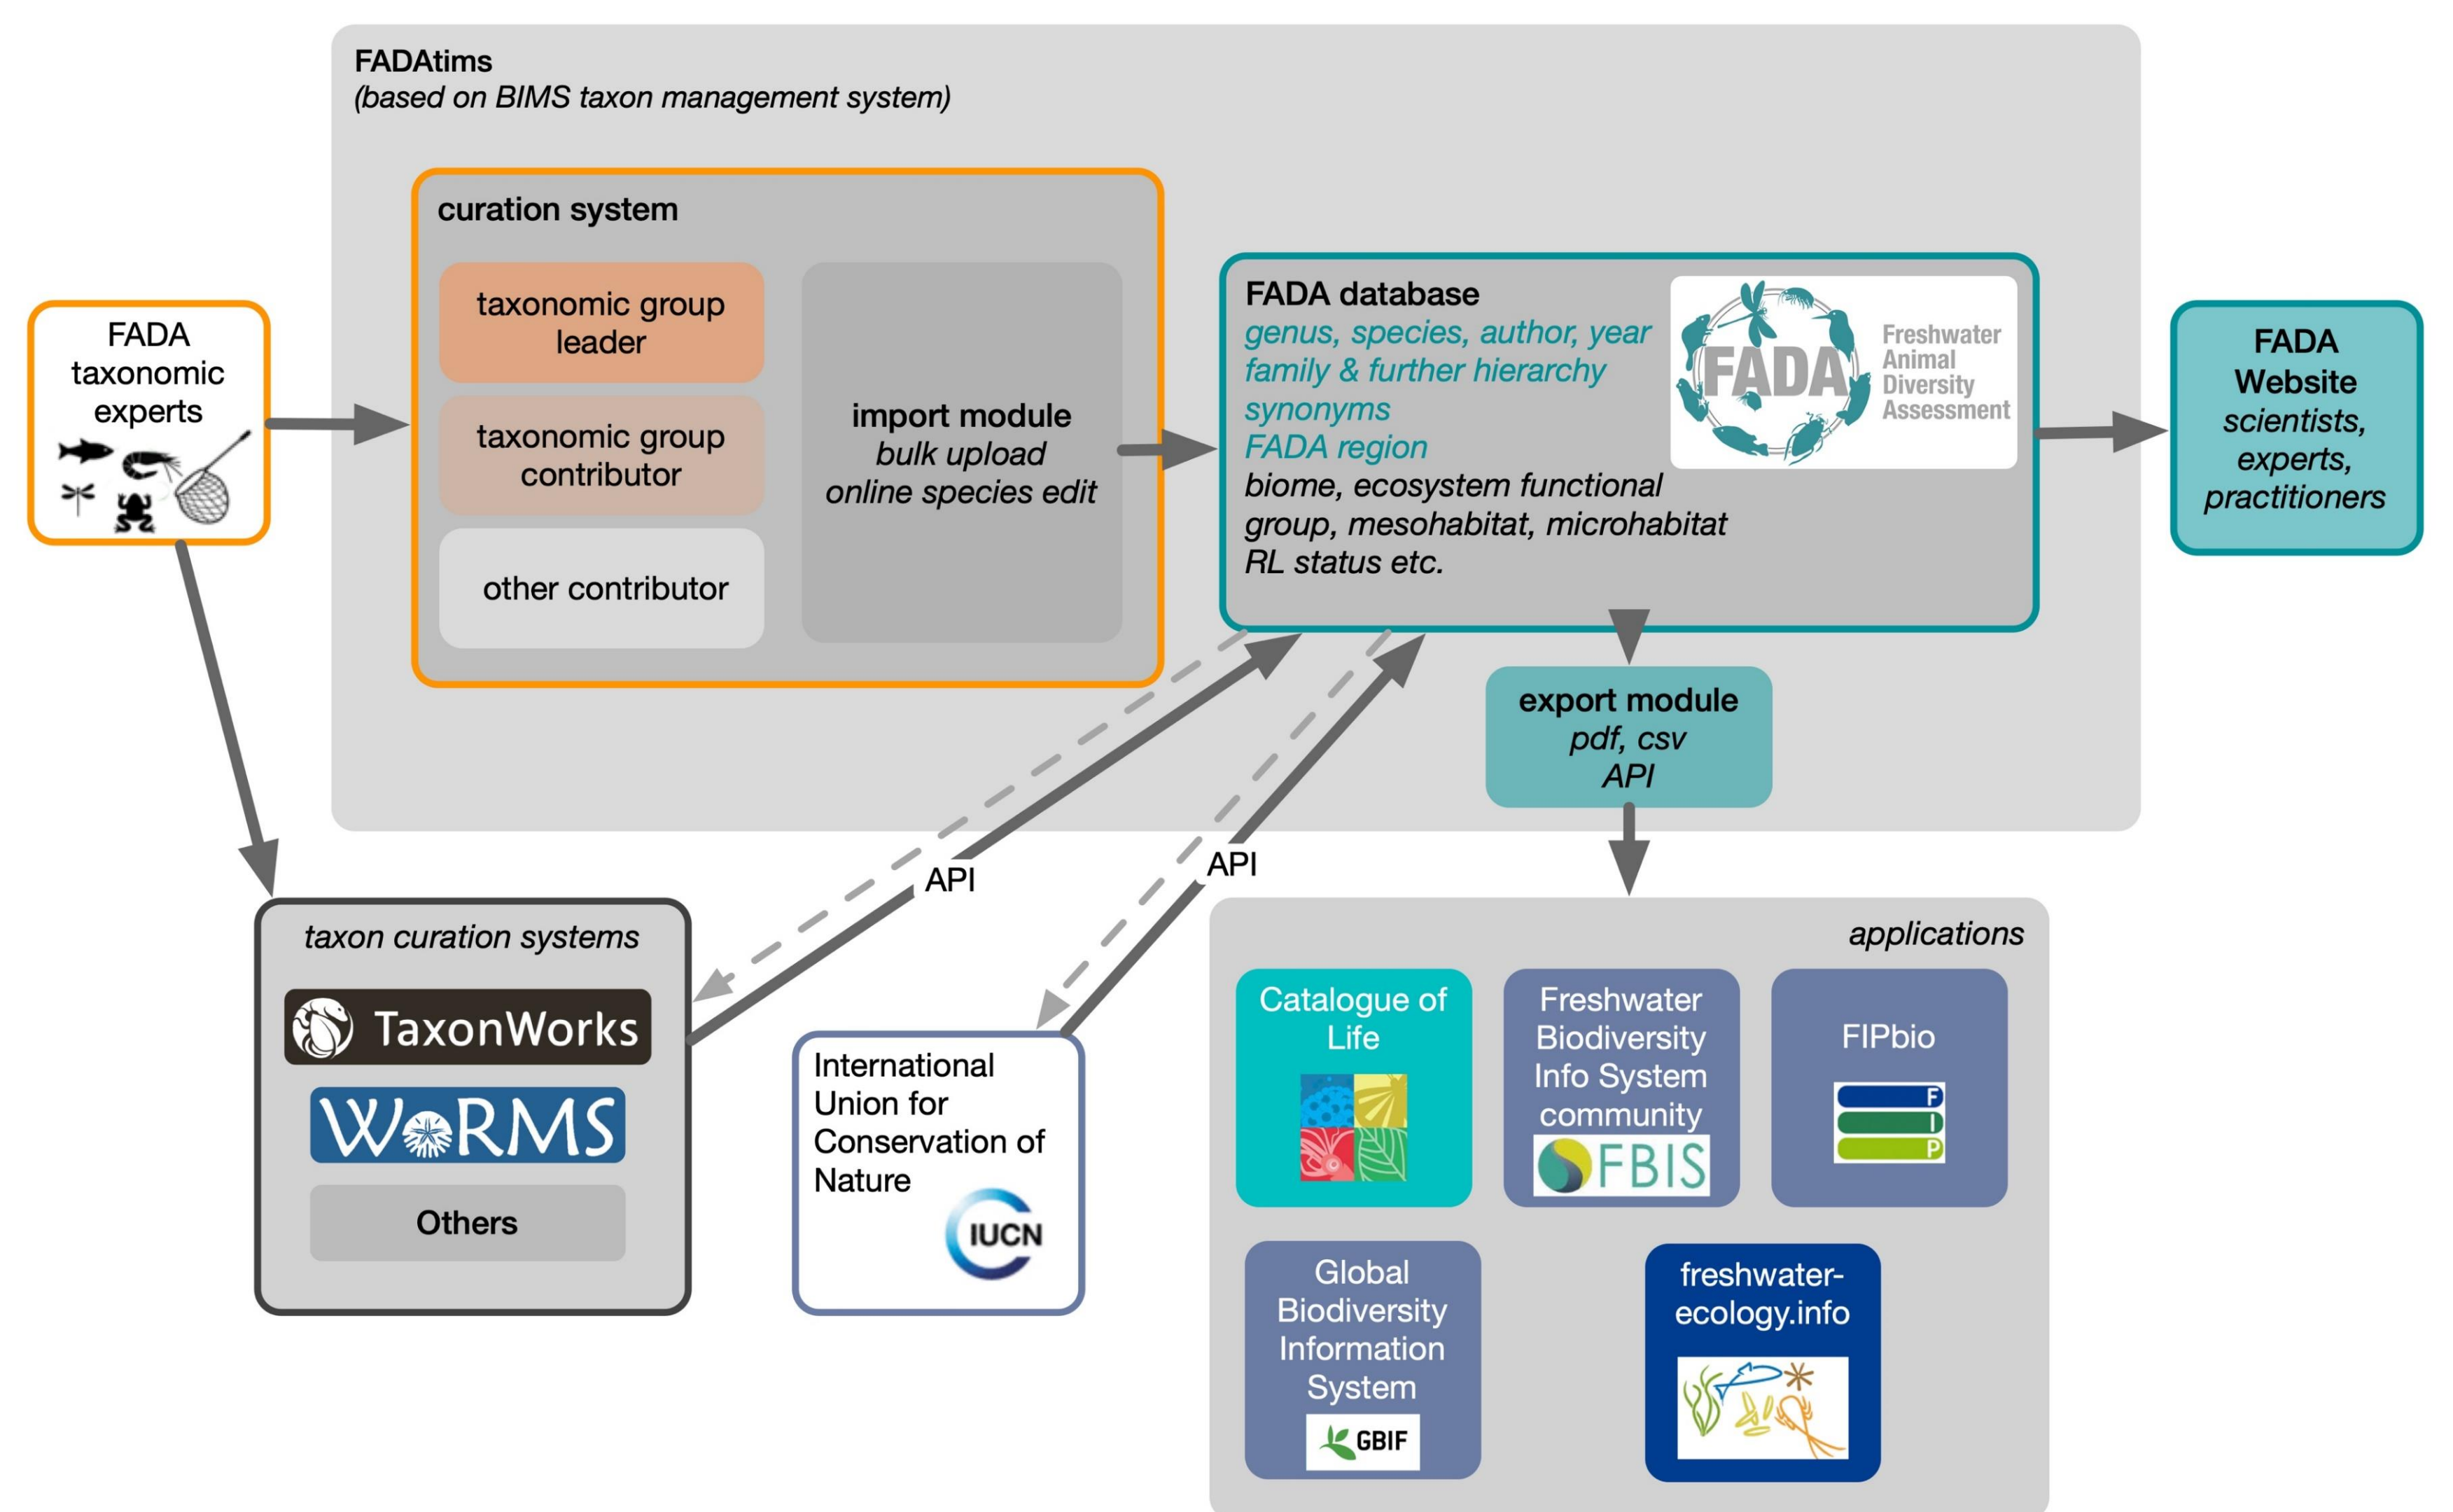 FADAtims
(based on BIMS taxon management system)
curation system
taxonomic group
leader
taxonomic group
contributor
other contributor
import module
bulk upload
online species edit
FADA
taxonomic
experts
FADA database
genus, species, author, year
family & further hierarchy
synonyms
FADA region
biome, ecosystem functional
group, mesohabitat, microhabitat
RL status etc.
FADA
Freshwater
Animal
Diversity
Assessment
FADA
Website
scientists,
experts,
practitioners
export module
pdf, csv
API
API
API
taxon curation systems
TaxonWorks
WoRMS
Others
International
Union for
Conservation of
Nature
IUCN
applications
Catalogue of
Life
Freshwater
Biodiversity
Info System
community
FBIS
FIPbio
F
I
P
Global
Biodiversity
Information
System
GBIF
freshwater-
ecology.info